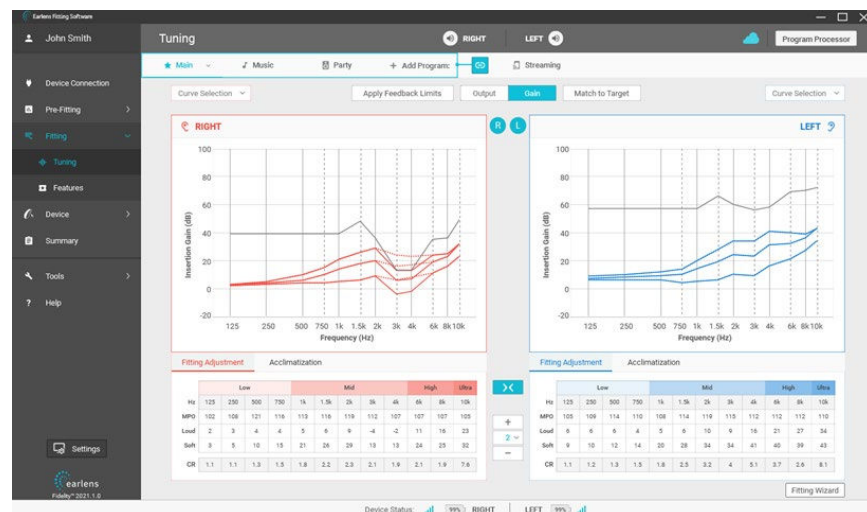 Earlens Fitting Software
John Smith
Tuning
RIGHT
LEFT
Program Processor
Main
Music
Party
+ Add Program:
Streaming
Device Connection
Pre-Fitting
Fitting
Tuning
Features
Device
Summary
Tools
? Help
Settings
earlens
Fidelity™ 2021.1.0
Curve Selection
Apply Feedback Limits
Output
Gain
Match to Target
Curve Selection
RIGHT
R L
LEFT
Insertion Gain (dB)
100
80
60
40
20
0
-20
125 250 500 750 1k 1.5k 2k 3k 4k 6k 8k 10k
Frequency (Hz)
Insertion Gain (dB)
100
80
60
40
20
0
-20
125 250 500 750 1k 1.5k 2k 3k 4k 6k 8k 10k
Frequency (Hz)
Fitting Adjustment Acclimatization
Low Mid High Ultra
Hz 125 250 500 750 1k 1.5k 2k 3k 4k 6k 8k 10k
MPO 102 108 121 116 113 116 119 112 107 107 107 105
Loud 2 3 4 4 5 6 9 -4 -2 11 16 23
Soft 3 5 10 15 21 26 29 13 13 24 25 32
CR 1.1 1.1 1.3 1.5 1.8 2.2 2.3 2.1 1.9 2.1 1.9 7.6
+
2
−
Fitting Adjustment Acclimatization
Low Mid High Ultra
Hz 125 250 500 750 1k 1.5k 2k 3k 4k 6k 8k 10k
MPO 105 109 114 110 108 114 119 115 112 112 112 110
Loud 6 6 6 4 5 6 10 9 16 21 27 34
Soft 9 10 12 14 20 28 34 34 41 40 39 43
CR 1.1 1.2 1.3 1.5 1.8 2.5 3.2 4 5.1 3.7 2.6 8.1
Fitting Wizard
Device Status: 99% RIGHT LEFT 99%